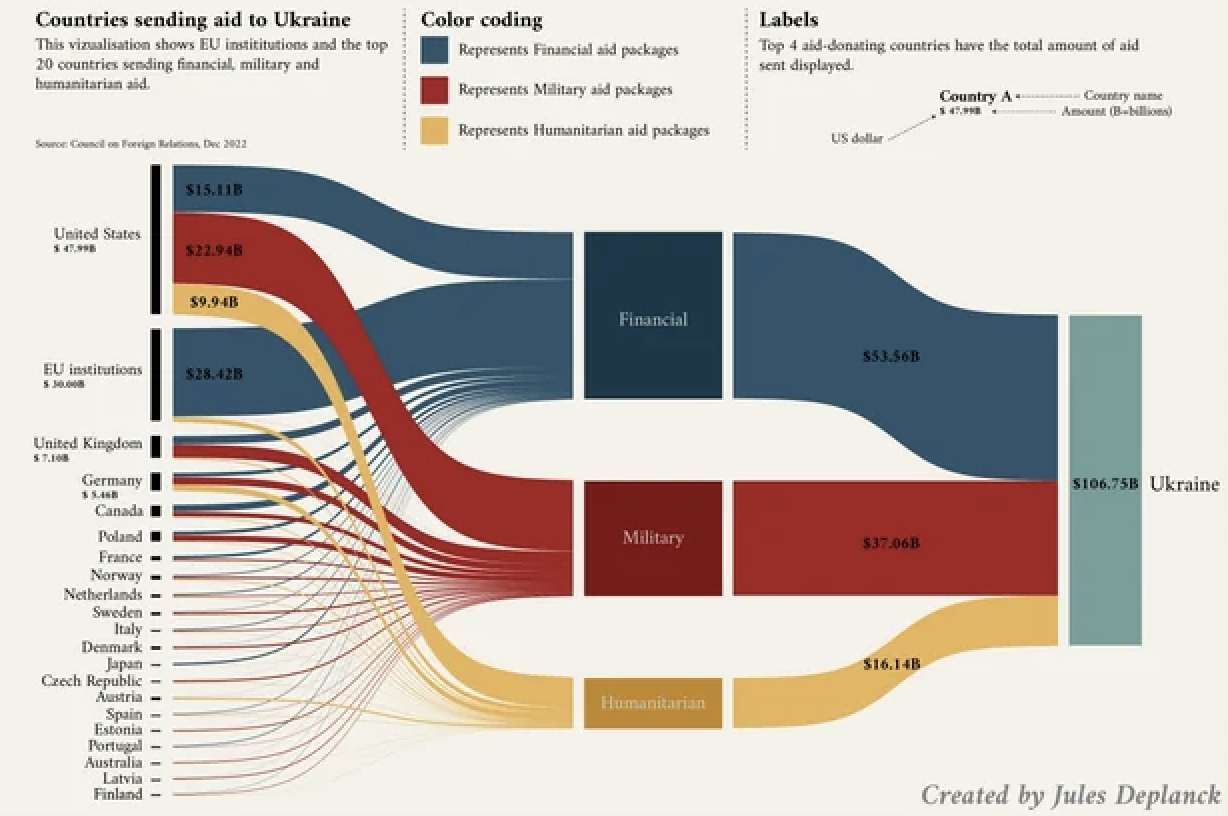 Countries sending aid to Ukraine
This vizualisation shows EU instititutions and the top
20 countries sending financial, military and
humanitarian aid.
Source: Council on Foreign Relations, Dec 2022
Color coding
Represents Financial aid packages
Represents Military aid packages
Represents Humanitarian aid packages
Labels
Top 4 aid-donating countries have the total amount of aid
sent displayed.
Country A
Country name
$ 47.99B
Amount (B=billions)
US dollar
United States
$ 47.99B
EU institutions
$ 30.00B
United Kingdom
$ 7.10B
Germany
$ 5.46B
Canada
Poland
France
Norway
Netherlands
Sweden
Italy
Denmark
Japan
Czech Republic
Austria
Spain
Estonia
Portugal
Australia
Latvia
Finland
$15.11B
$22.94B
$9.94B
$28.42B
Financial
Military
Humanitarian
$53.56B
$37.06B
$16.14B
$106.75B
Ukraine
Created by Jules Deplanck